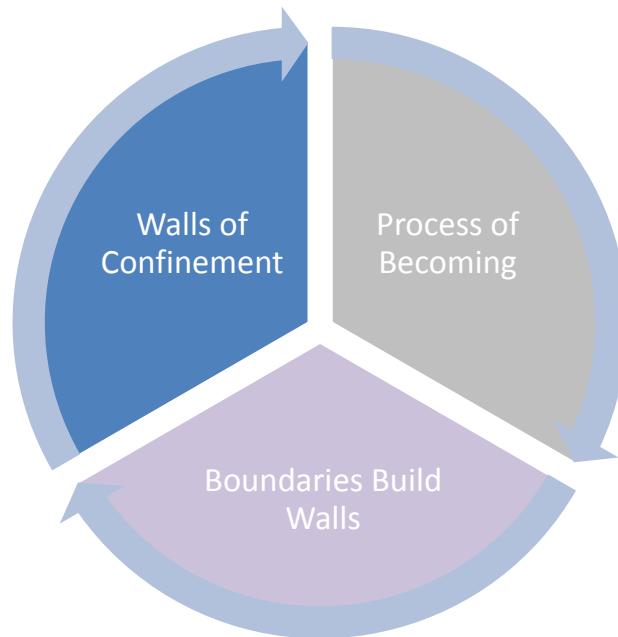 Walls of
Confinement
Process of
Becoming
Boundaries Build
Walls